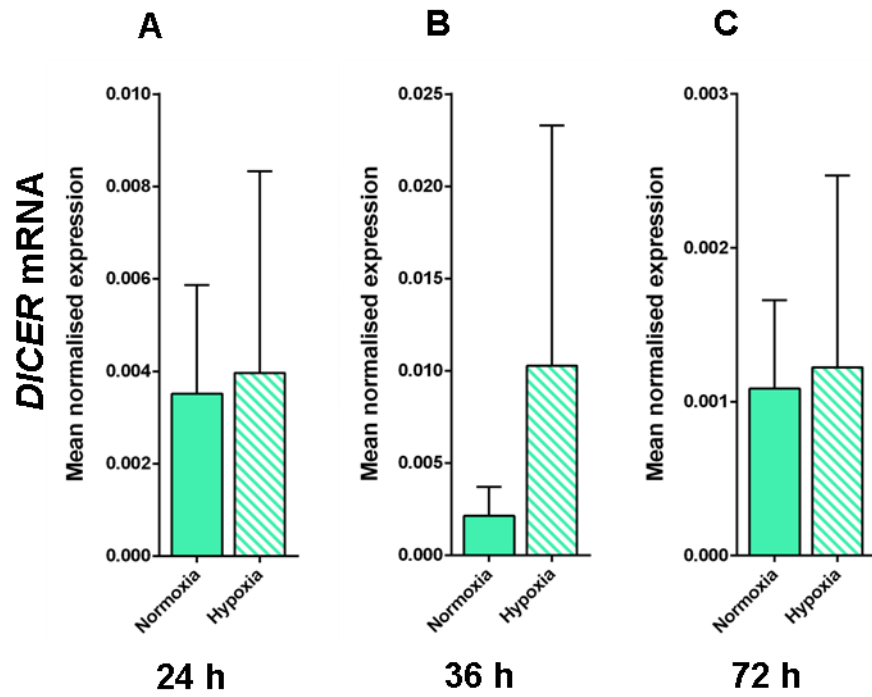 A
B
C
DICER mRNA
Mean normalised expression
0.010
0.008
0.006
0.004
0.002
0.000
Normoxia
Hypoxia
24 h
Mean normalised expression
0.025
0.020
0.015
0.010
0.005
0.000
Normoxia
Hypoxia
36 h
Mean normalised expression
0.003
0.002
0.001
0.000
Normoxia
Hypoxia
72 h